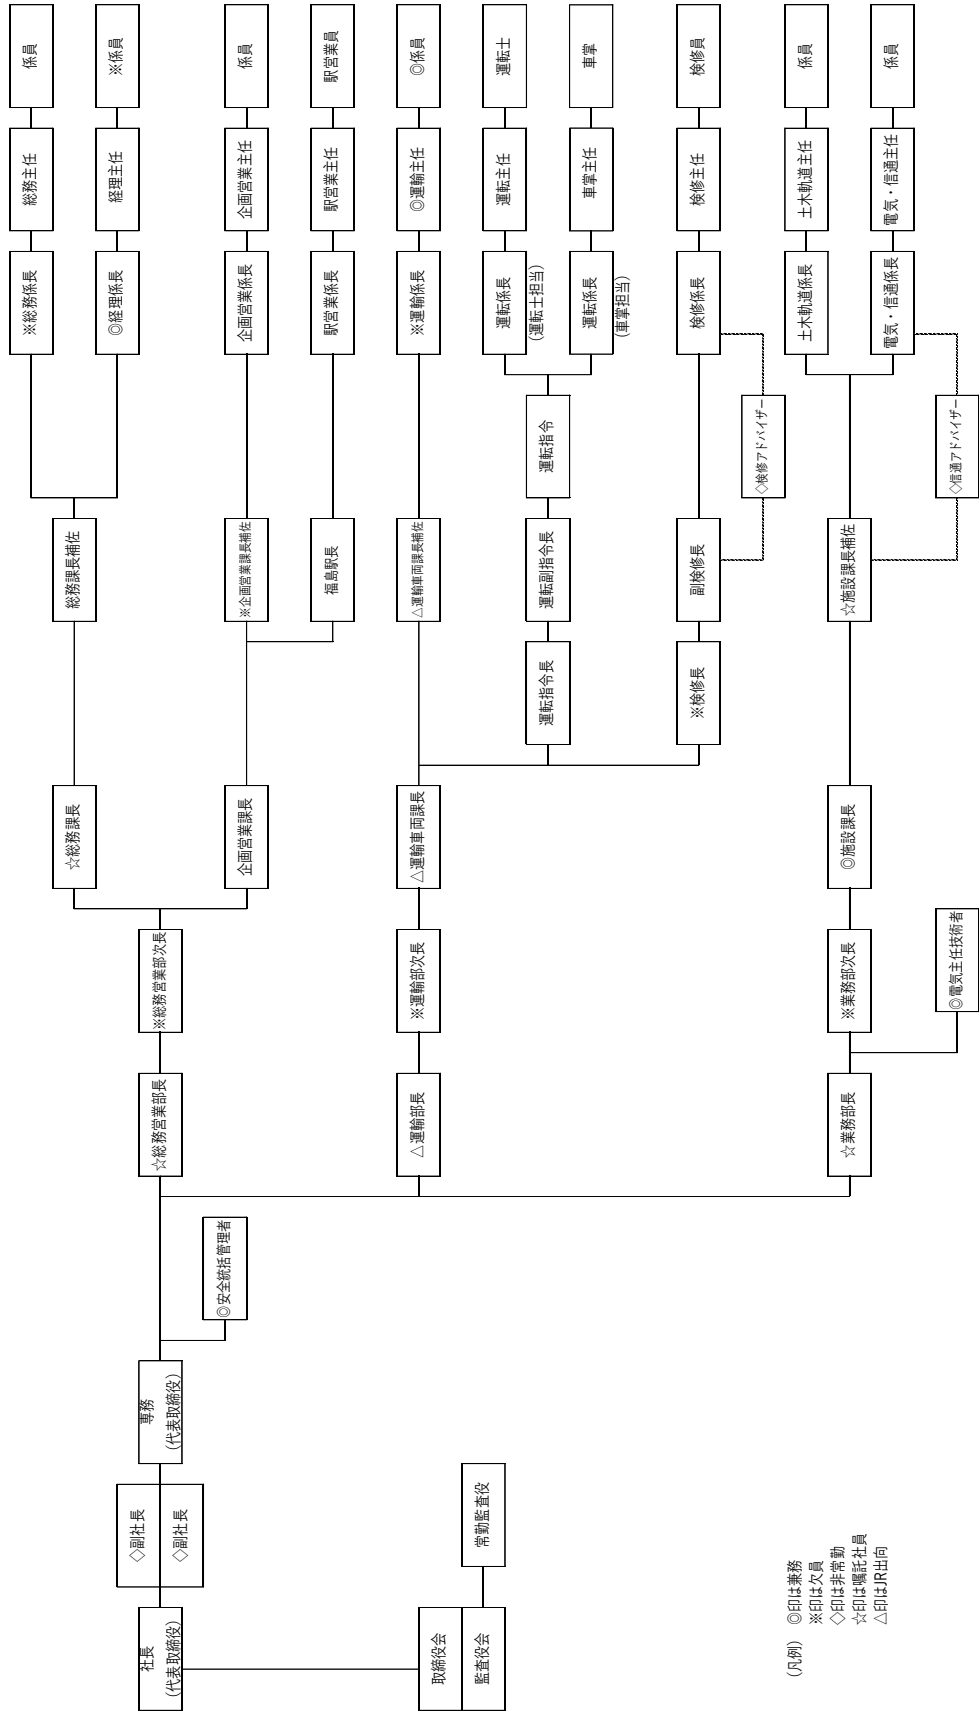 社長
(代表取締役)
◇副社長
◇副社長
専務
(代表取締役)
取締役会
監査役会
常勤監査役
◎安全統括管理者
☆総務営業部長
※総務営業部次長
☆総務課長
総務課長補佐
※総務係長
総務主任
係員
◎経理係長
経理主任
※係員
企画営業課長
※企画営業課長補佐
企画営業係長
企画営業主任
係員
福島駅長
駅営業係長
駅営業主任
駅営業員
△運輸部長
※運輸部次長
△運輸車両課長
△運輸車両課長補佐
※運輸係長
◎運輸主任
◎係員
運転指令長
運転副指令長
運転指令
運転係長
(運転士担当)
運転主任
運転士
運転係長
(車掌担当)
車掌主任
車掌
※検修長
副検修長
検修係長
検修主任
検修員
◇検修アドバイザー
☆業務部長
※業務部次長
◎施設課長
☆施設課長補佐
土木軌道係長
土木軌道主任
係員
電気・信通係長
電気・信通主任
係員
◇信通アドバイザー
◎電気主任技術者
(凡例) ◎印は兼務
※印は欠員
◇印は非常勤
☆印は嘱託社員
△印はJR出向